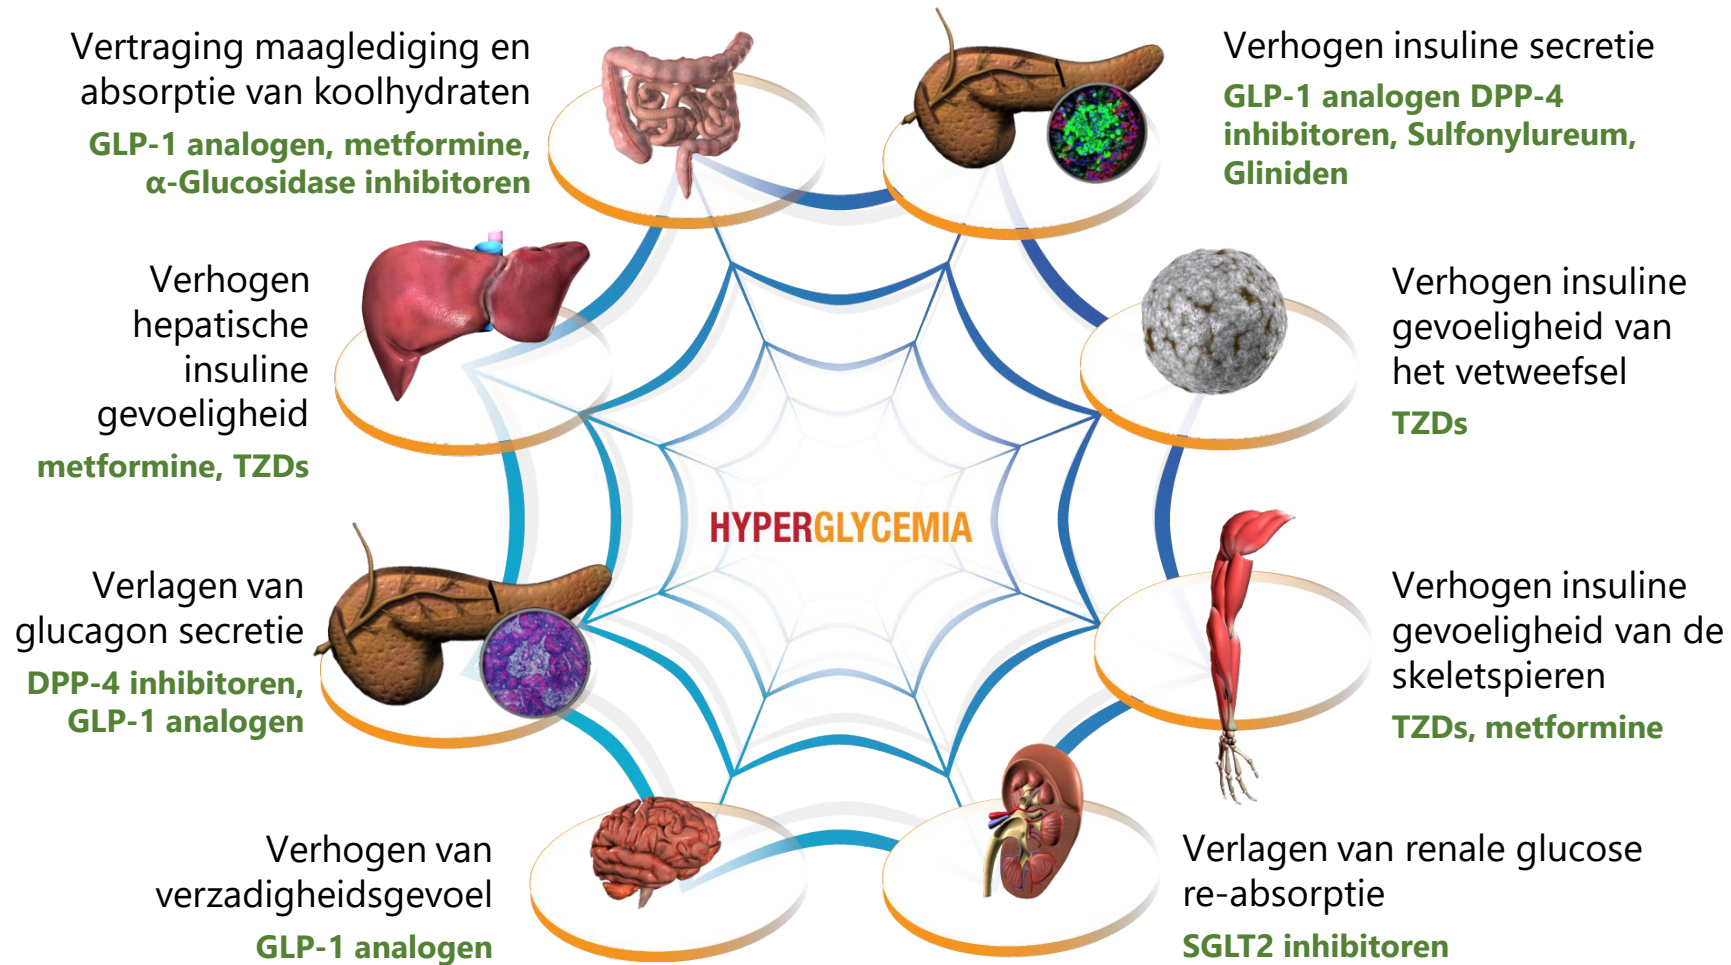 Vertraging maaglediging en
absorptie van koolhydraten
GLP-1 analogen, metformine,
α-Glucosidase inhibitoren
Verhogen insuline secretie
GLP-1 analogen DPP-4
inhibitoren, Sulfonylureum,
Gliniden
Verhogen
hepatische
insuline
gevoeligheid
metformine, TZDs
Verhogen insuline
gevoeligheid van
het vetweefsel
TZDs
HYPERGLYCEMIA
Verlagen van
glucagon secretie
DPP-4 inhibitoren,
GLP-1 analogen
Verhogen insuline
gevoeligheid van de
skeletspieren
TZDs, metformine
Verhogen van
verzadigheidsgevoel
GLP-1 analogen
Verlagen van renale glucose
re-absorptie
SGLT2 inhibitoren